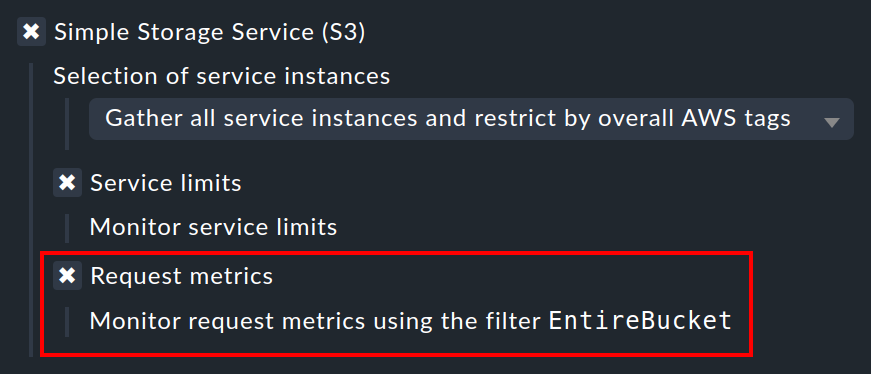 Simple Storage Service (S3)
Selection of service instances
Gather all service instances and restrict by overall AWS tags
Service limits
Monitor service limits
Request metrics
Monitor request metrics using the filter EntireBucket